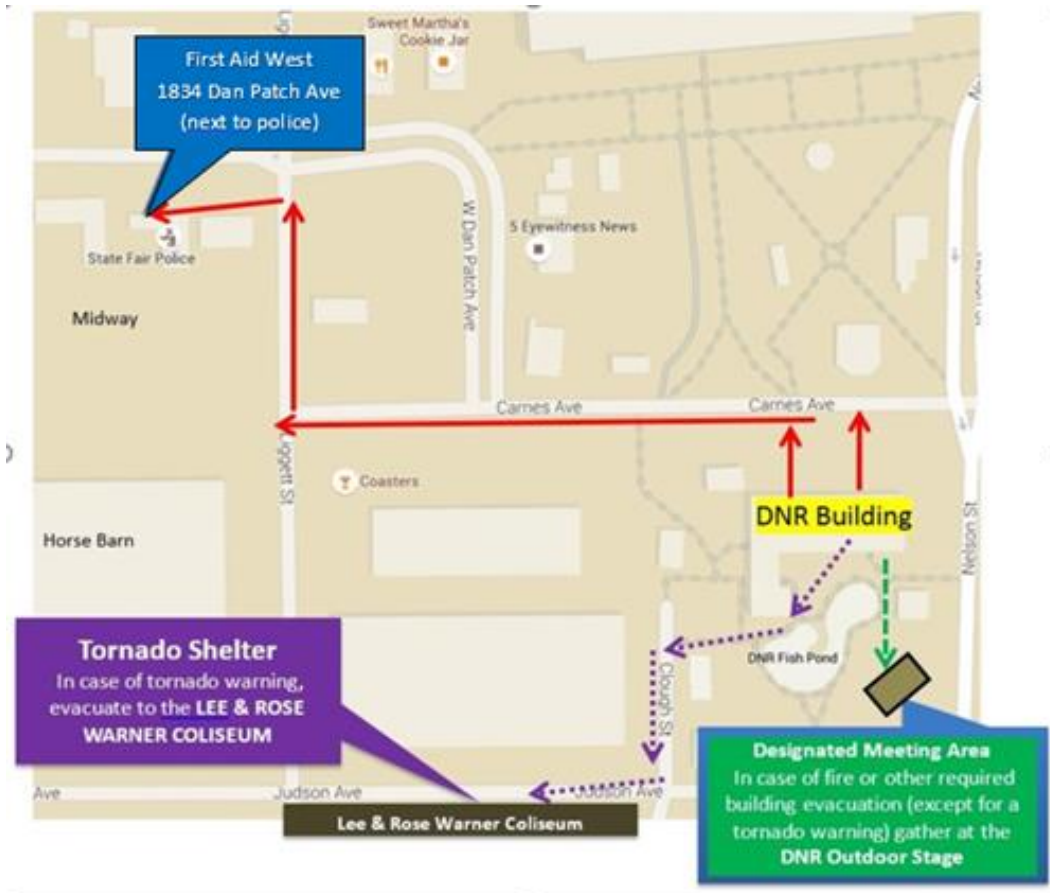 Sweet Martha's
Cookie Jar
First Aid West
1834 Dan Patch Ave
(next to police)
W Dan Patch Ave
5 Eyewitness News
State Fair Police
Midway
Carnes Ave
Carnes Ave
Liggett St
Coasters
DNR Building
Nelson St
Horse Barn
Tornado Shelter
In case of tornado warning,
evacuate to the LEE & ROSE
WARNER COLISEUM
DNR Fish Pond
Clough St
Designated Meeting Area
In case of fire or other required
building evacuation (except for a
tornado warning) gather at the
DNR Outdoor Stage
Ave
Judson Ave
Judson Ave
Lee & Rose Warner Coliseum